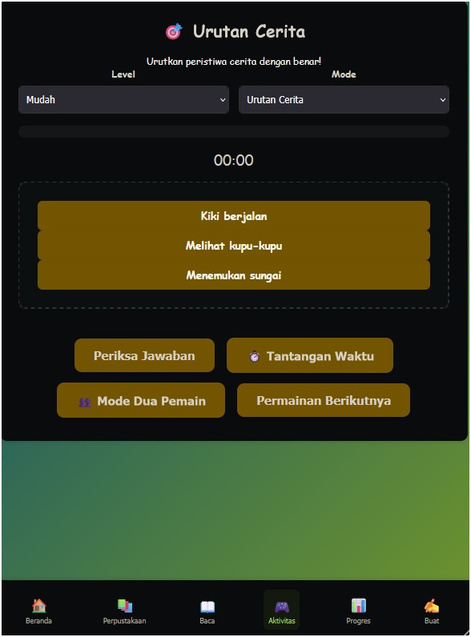 Urutan Cerita
Urutkan peristiwa cerita dengan benar!
Level
Mode
Mudah
Urutan Cerita
00:00
Kiki berjalan
Melihat kupu-kupu
Menemukan sungai
Periksa Jawaban
Tantangan Waktu
Mode Dua Pemain
Permainan Berikutnya
Beranda
Perpustakaan
Baca
Aktivitas
Progres
Buat